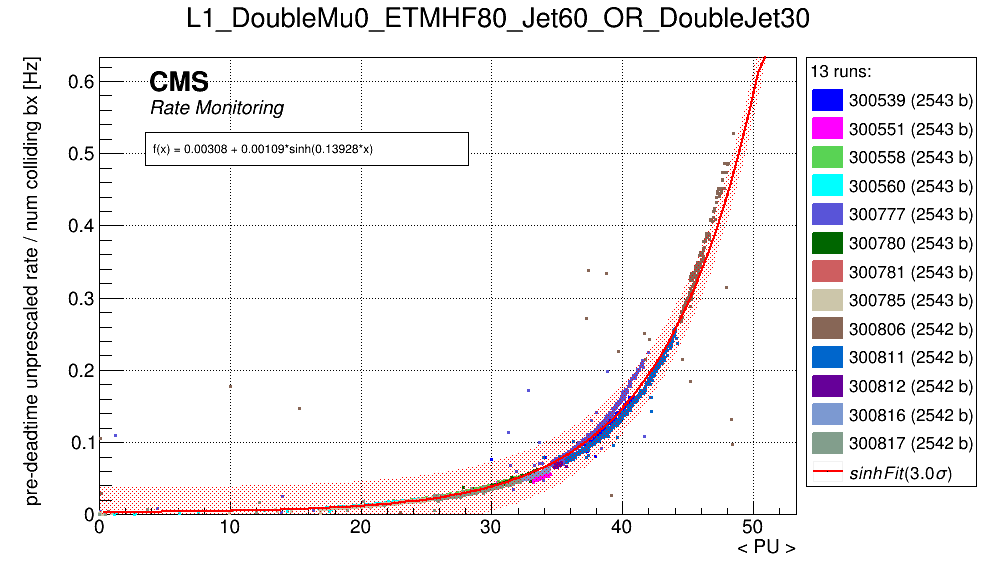 L1_DoubleMu0_ETMHF80_Jet60_OR_DoubleJet30
pre-deadtime unprescaled rate / num colliding bx [Hz]
CMS
Rate Monitoring
f(x) = 0.00308 + 0.00109*sinh(0.13928*x)
0.6
0.5
0.4
0.3
0.2
0.1
0
0 10 20 30 40 50
< PU >
13 runs:
300539 (2543 b)
300551 (2543 b)
300558 (2543 b)
300560 (2543 b)
300777 (2543 b)
300780 (2543 b)
300781 (2543 b)
300785 (2543 b)
300806 (2542 b)
300811 (2542 b)
300812 (2542 b)
300816 (2542 b)
300817 (2542 b)
sinhFit(3.0σ)